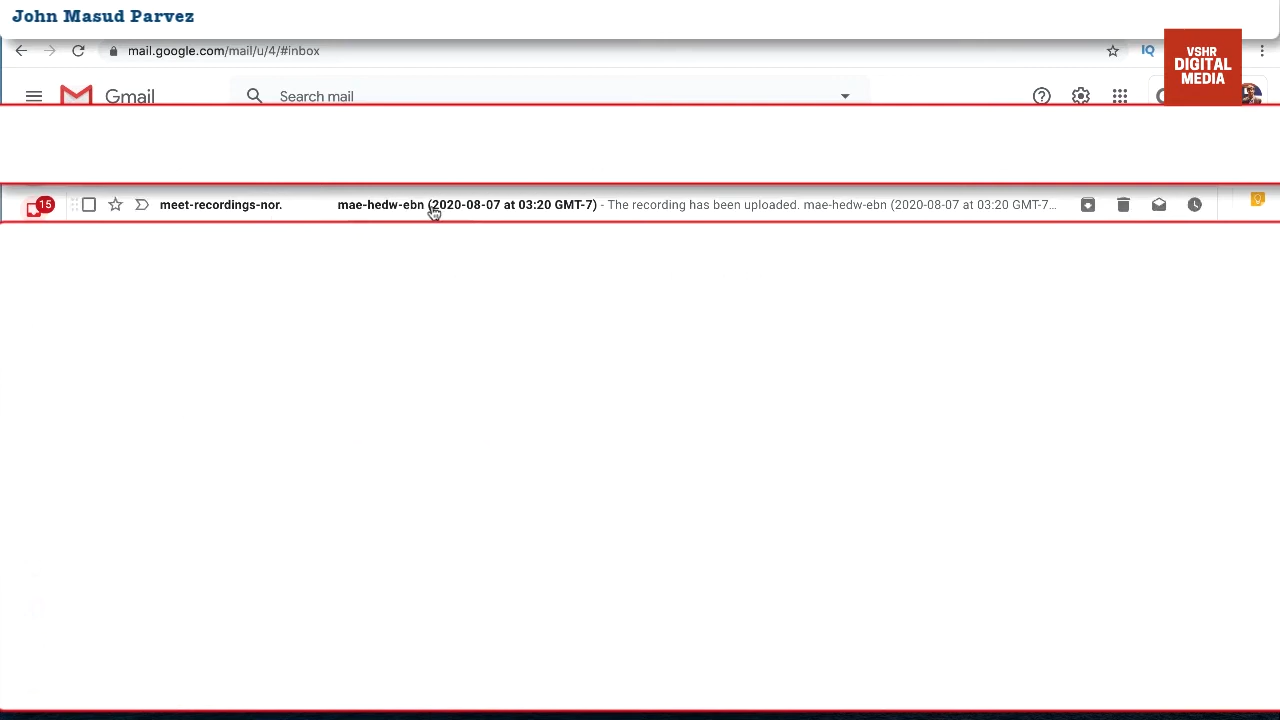 John Masud Parvez
mail.google.com/mail/u/4/#inbox
IQ
VSHR
DIGITAL
MEDIA
Gmail
Search mail
15
meet-recordings-nor. mae-hedw-ebn (2020-08-07 at 03:20 GMT-7) - The recording has been uploaded. mae-hedw-ebn (2020-08-07 at 03:20 GMT-7...